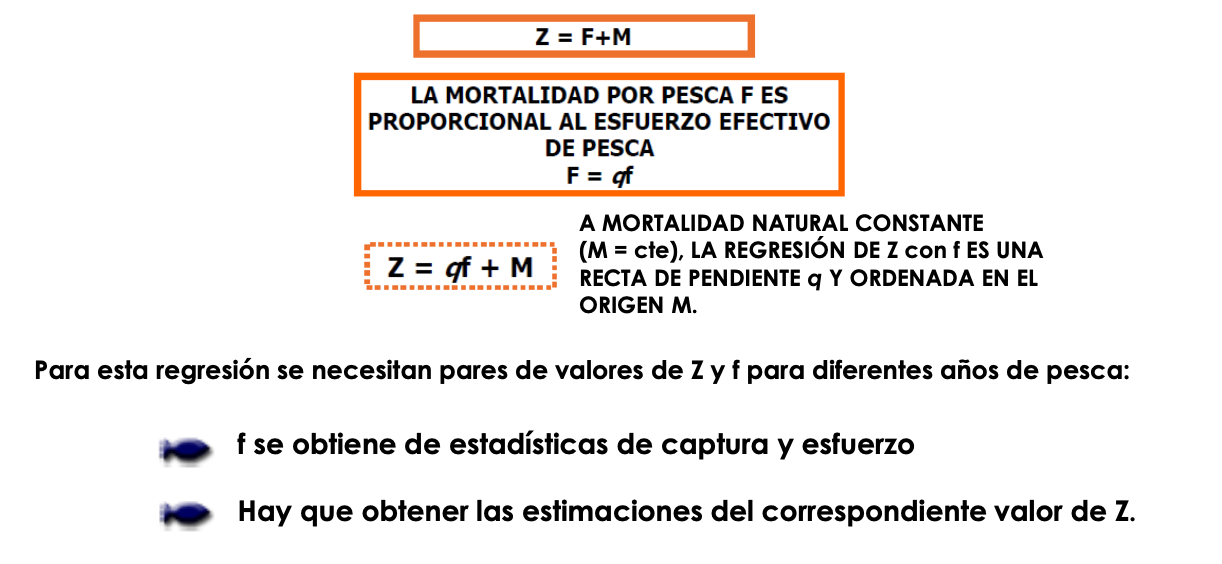 Z = F+M
LA MORTALIDAD POR PESCA F ES
PROPORCIONAL AL ESFUERZO EFECTIVO
DE PESCA
F = qf
A MORTALIDAD NATURAL CONSTANTE
(M = cte), LA REGRESIÓN DE Z con f ES UNA
RECTA DE PENDIENTE q Y ORDENADA EN EL
ORIGEN M.
Z = qf + M
Para esta regresión se necesitan pares de valores de Z y f para diferentes años de pesca:
f se obtiene de estadísticas de captura y esfuerzo
Hay que obtener las estimaciones del correspondiente valor de Z.